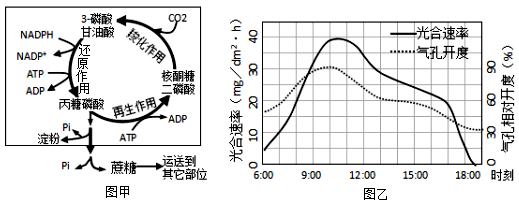 3-磷酸
甘油酸
CO2
NADPH
NADP⁺
ATP
ADP
还原作用
羧化作用
核酮糖
二磷酸
丙糖磷酸
再生作用
ADP
ATP
Pi
淀粉
Pi
蔗糖
运送到
其它部位
图甲
光合速率(mg/dm²·h)
40
30
20
10
0
光合速率
气孔开度
90
60
30
0
气孔相对开度(%)
6:00 9:00 12:00 15:00 18:00 时刻
图乙